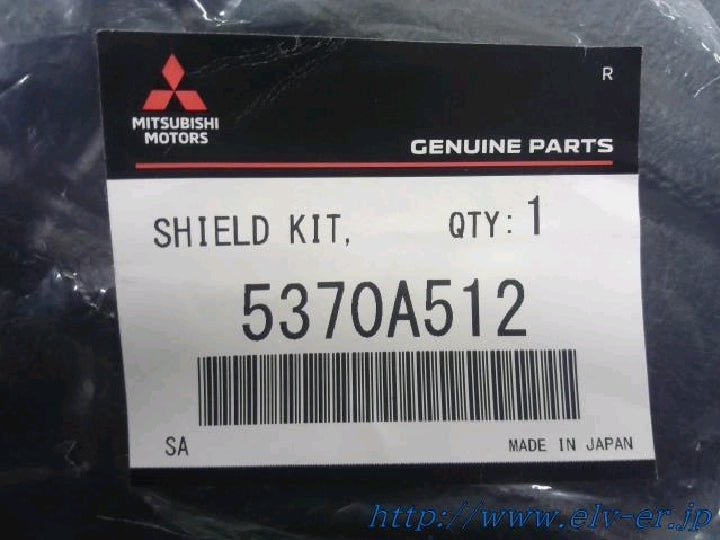 R
MITSUBISHI
MOTORS
GENUINE PARTS
SHIELD KIT, QTY: 1
5370A512
SA MADE IN JAPAN
http://www.elv-er.jp